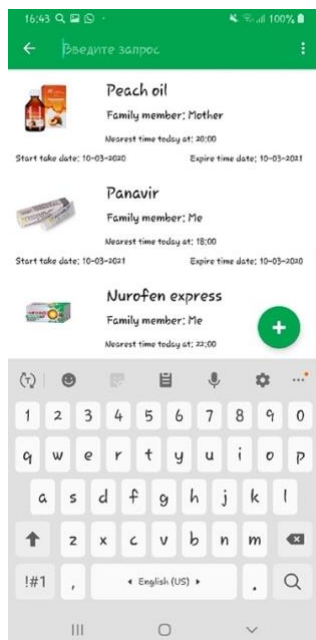 16:43 100%
Введите запрос
Peach oil
Family member: Mother
Nearest time today at: 20:00
Start take date: 10-03-2020 Expire time date: 10-03-2021
Panavir
Family member: Me
Nearest time today at: 18:00
Start take date: 10-03-2021 Expire time date: 10-03-2020
Nurofen express
Family member: Me
Nearest time today at: 22:00
+
1 2 3 4 5 6 7 8 9 0
q w e r t y u i o p
a s d f g h j k l
z x c v b n m
!#1 , English (US) .